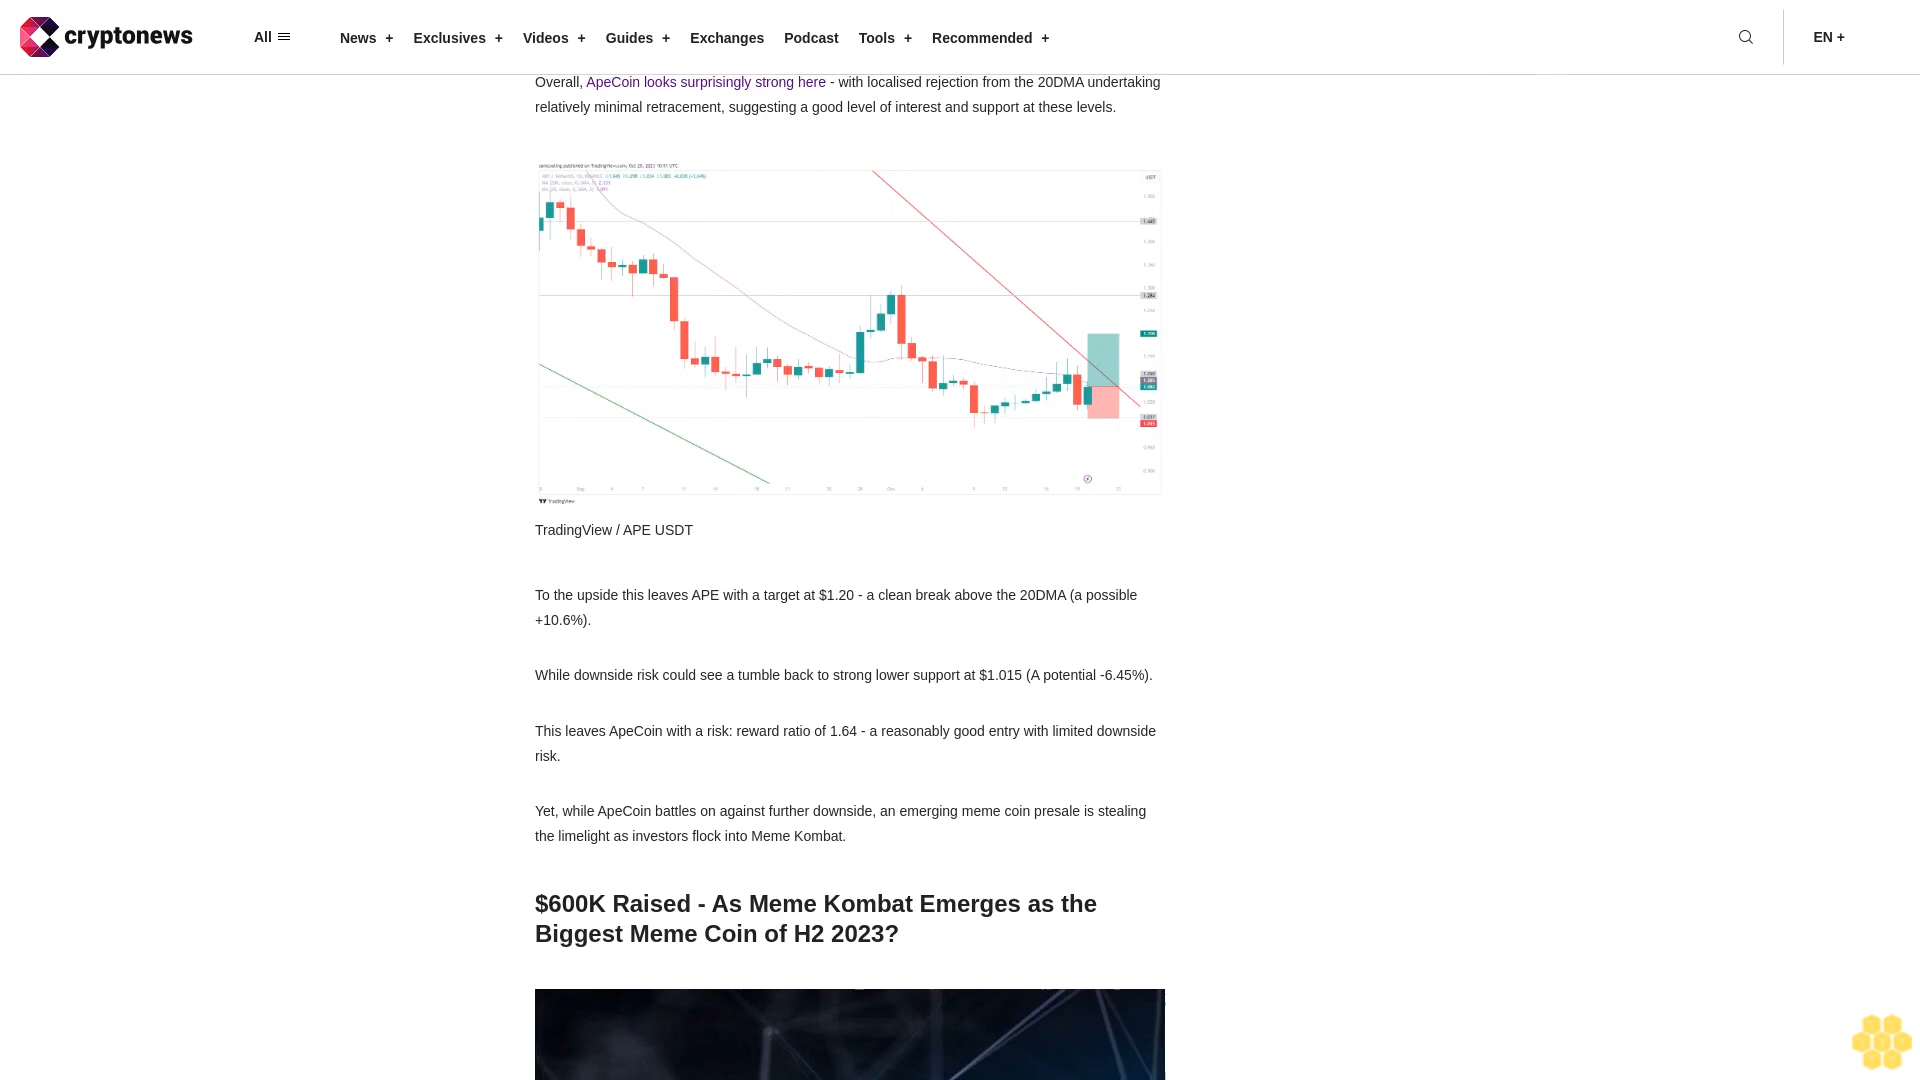 cryptonews
All
News +
Exclusives +
Videos +
Guides +
Exchanges
Podcast
Tools +
Recommended +
EN +
Overall, ApeCoin looks surprisingly strong here - with localised rejection from the 20DMA undertaking
relatively minimal retracement, suggesting a good level of interest and support at these levels.
TradingView
TradingView / APE USDT
To the upside this leaves APE with a target at $1.20 - a clean break above the 20DMA (a possible
+10.6%).
While downside risk could see a tumble back to strong lower support at $1.015 (A potential -6.45%).
This leaves ApeCoin with a risk: reward ratio of 1.64 - a reasonably good entry with limited downside
risk.
Yet, while ApeCoin battles on against further downside, an emerging meme coin presale is stealing
the limelight as investors flock into Meme Kombat.
$600K Raised - As Meme Kombat Emerges as the
Biggest Meme Coin of H2 2023?